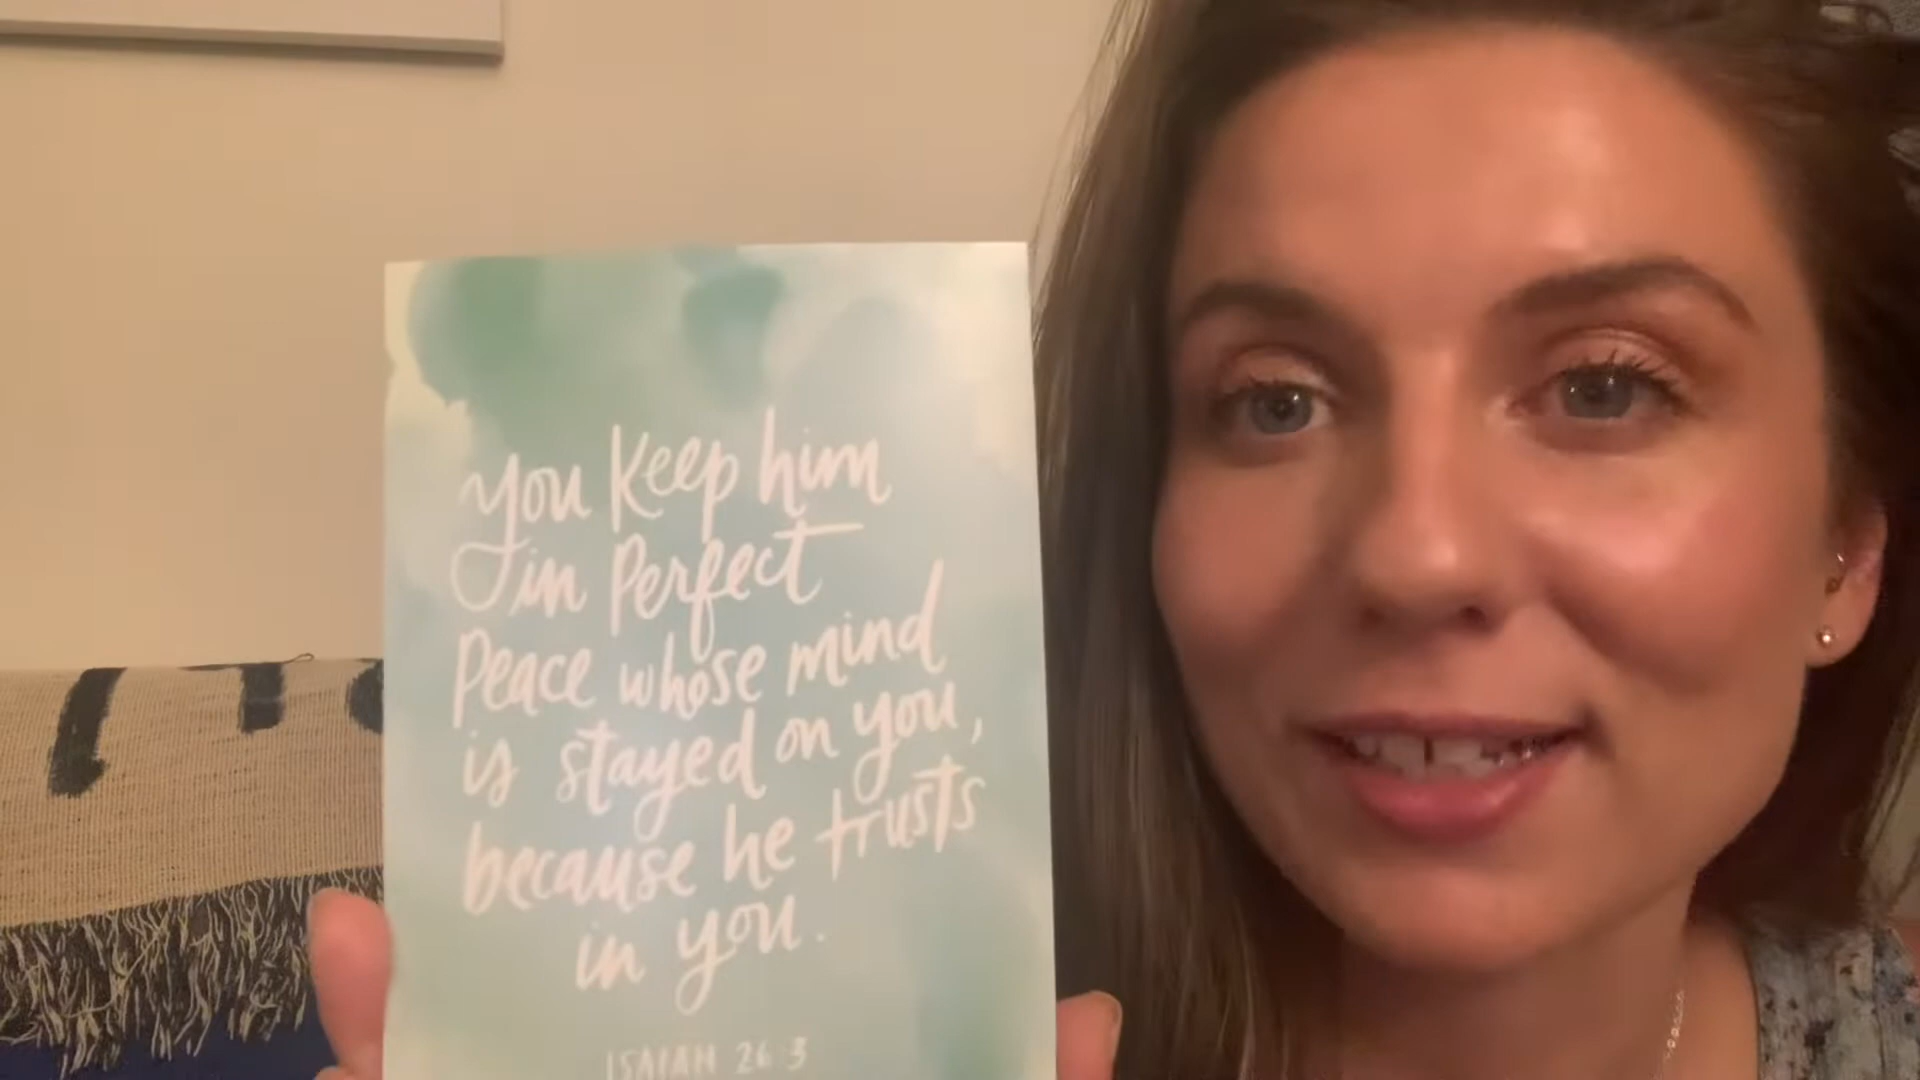 you keep him
in perfect
peace whose mind
is stayed on you,
because he trusts
in you.
ISAIAH 26:3